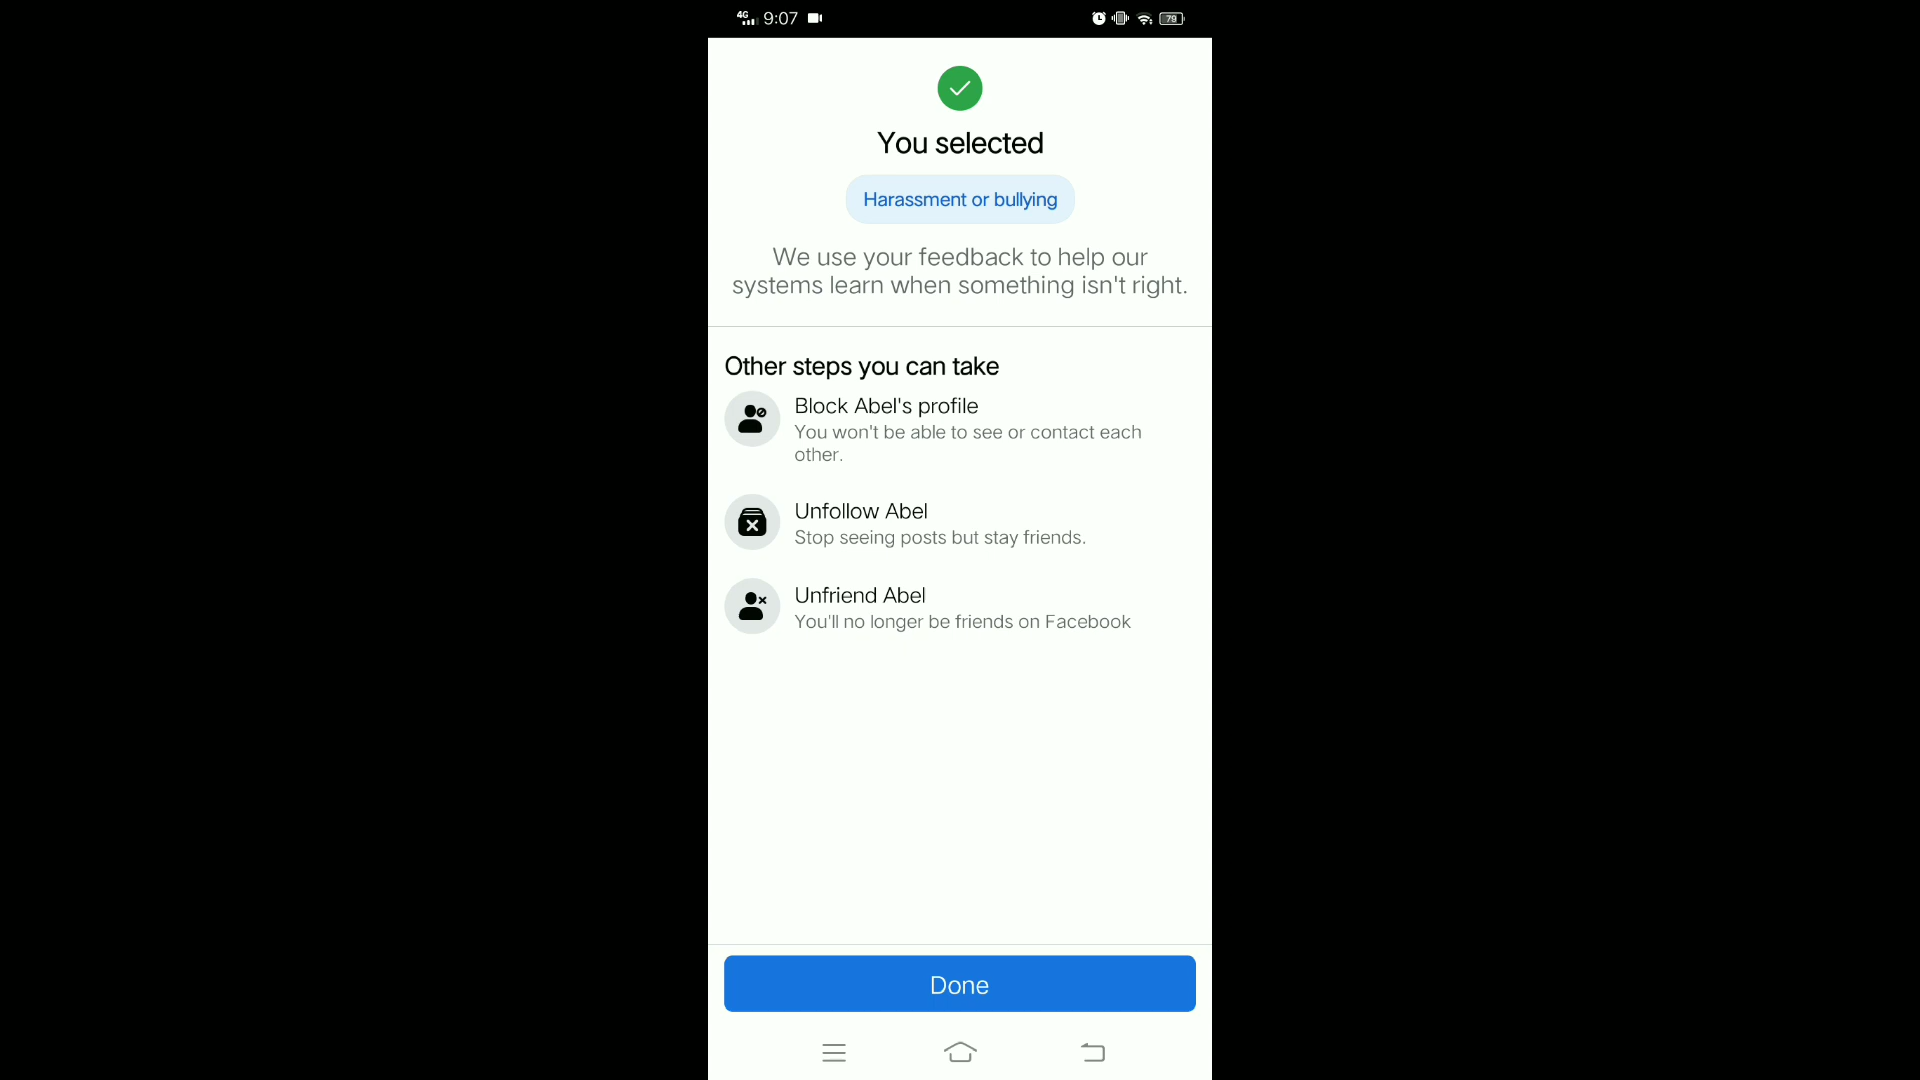 4G 9:07
79
You selected
Harassment or bullying
We use your feedback to help our
systems learn when something isn't right.
Other steps you can take
Block Abel's profile
You won't be able to see or contact each
other.
Unfollow Abel
Stop seeing posts but stay friends.
Unfriend Abel
You'll no longer be friends on Facebook
Done